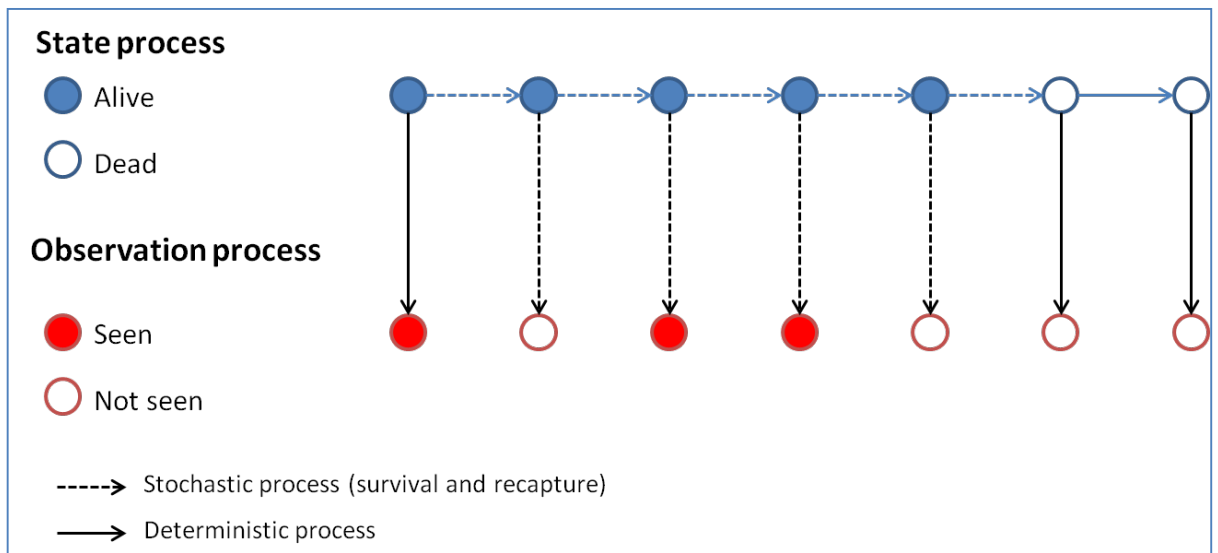 State process
Alive
Dead
Observation process
Seen
Not seen
Stochastic process (survival and recapture)
Deterministic process